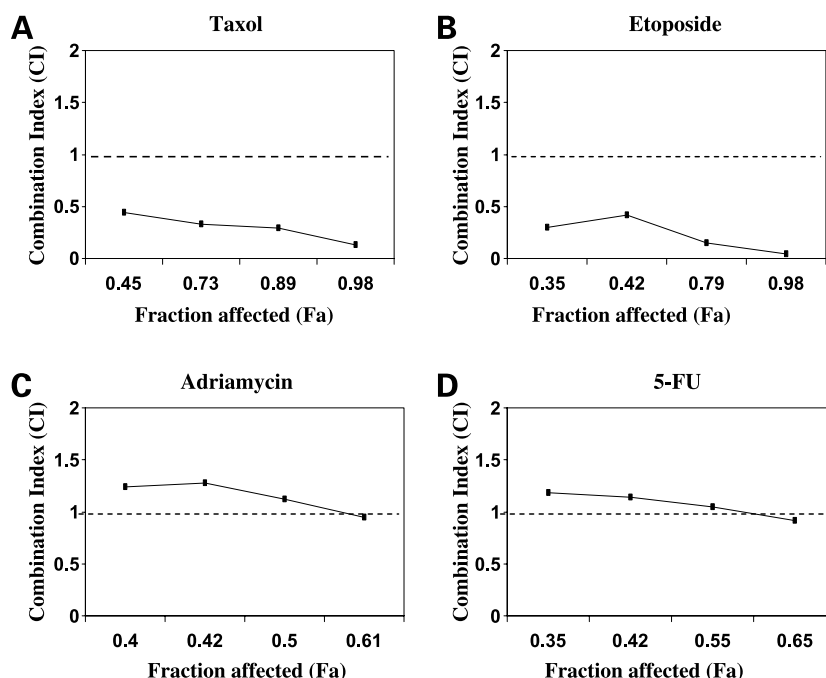 A
Taxol
Combination Index (CI)
2
1.5
1
0.5
0
0.45 0.73 0.89 0.98
Fraction affected (Fa)
B
Etoposide
Combination Index (CI)
2
1.5
1
0.5
0
0.35 0.42 0.79 0.98
Fraction affected (Fa)
C
Adriamycin
Combination Index (CI)
2
1.5
1
0.5
0
0.4 0.42 0.5 0.61
Fraction affected (Fa)
D
5-FU
Combination Index (CI)
2
1.5
1
0.5
0
0.35 0.42 0.55 0.65
Fraction affected (Fa)